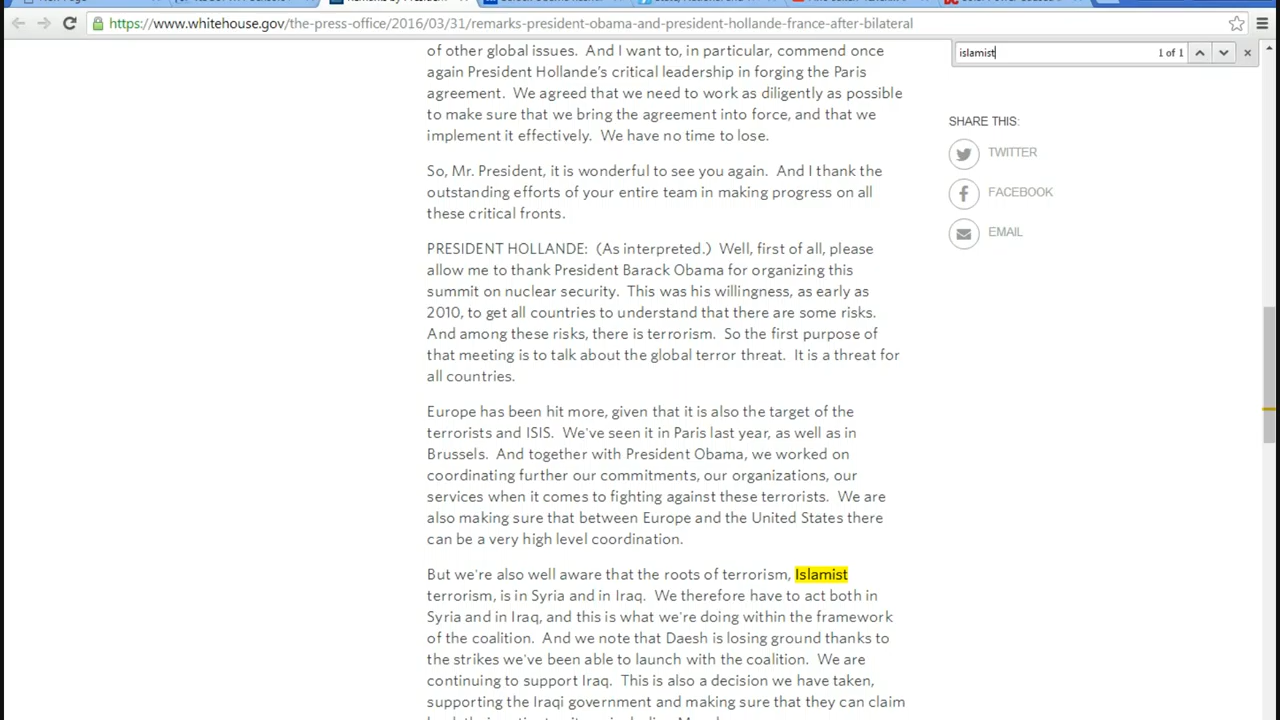 https://www.whitehouse.gov/the-press-office/2016/03/31/remarks-president-obama-and-president-hollande-france-after-bilateral
islamist
1 of 1
of other global issues. And I want to, in particular, commend once
again President Hollande's critical leadership in forging the Paris
agreement. We agreed that we need to work as diligently as possible
to make sure that we bring the agreement into force, and that we
implement it effectively. We have no time to lose.
So, Mr. President, it is wonderful to see you again. And I thank the
outstanding efforts of your entire team in making progress on all
these critical fronts.
PRESIDENT HOLLANDE: (As interpreted.) Well, first of all, please
allow me to thank President Barack Obama for organizing this
summit on nuclear security. This was his willingness, as early as
2010, to get all countries to understand that there are some risks.
And among these risks, there is terrorism. So the first purpose of
that meeting is to talk about the global terror threat. It is a threat for
all countries.
Europe has been hit more, given that it is also the target of the
terrorists and ISIS. We've seen it in Paris last year, as well as in
Brussels. And together with President Obama, we worked on
coordinating further our commitments, our organizations, our
services when it comes to fighting against these terrorists. We are
also making sure that between Europe and the United States there
can be a very high level coordination.
But we're also well aware that the roots of terrorism, Islamist
terrorism, is in Syria and in Iraq. We therefore have to act both in
Syria and in Iraq, and this is what we're doing within the framework
of the coalition. And we note that Daesh is losing ground thanks to
the strikes we've been able to launch with the coalition. We are
continuing to support Iraq. This is also a decision we have taken,
supporting the Iraqi government and making sure that they can claim
SHARE THIS:
TWITTER
FACEBOOK
EMAIL